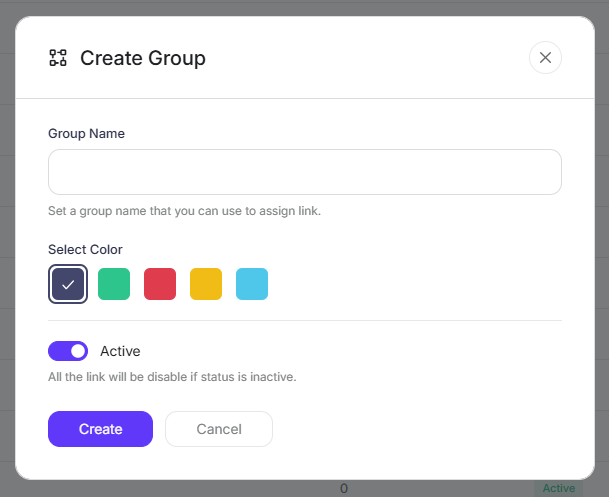 Create Group
Group Name
Set a group name that you can use to assign link.
Select Color
Active
All the link will be disable if status is inactive.
Create
Cancel
0
Active